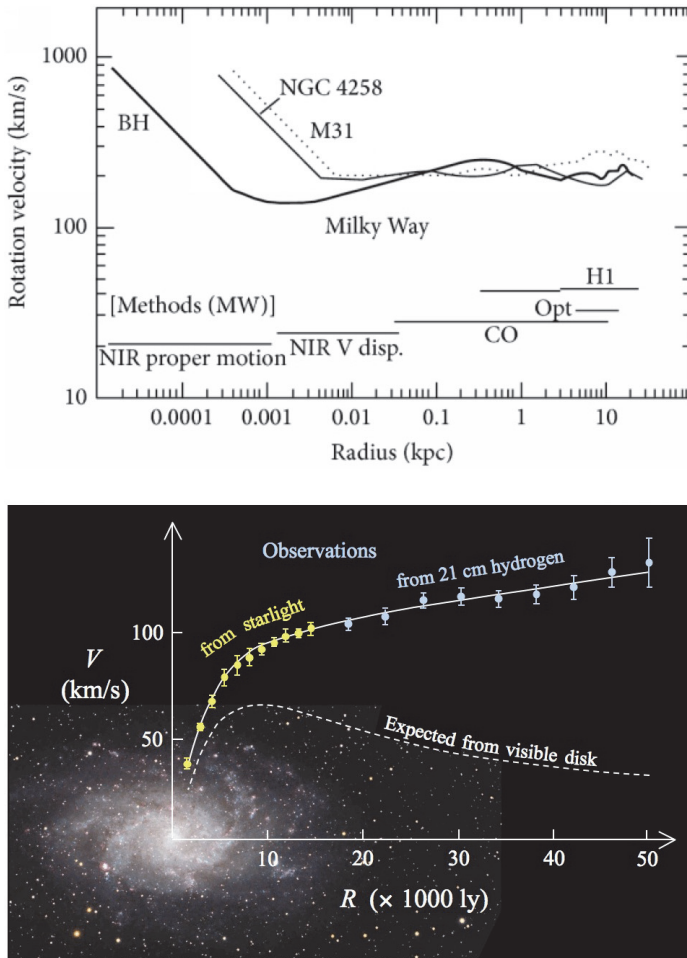 1000
100
10
Rotation velocity (km/s)
BH
NGC 4258
M31
Milky Way
[Methods (MW)]
H1
Opt
CO
NIR V disp.
NIR proper motion
0.0001
0.001
0.01
0.1
1
10
Radius (kpc)
Observations
from starlight
from 21 cm hydrogen
100
V
(km/s)
50
Expected from visible disk
10
20
30
40
50
R (× 1000 ly)